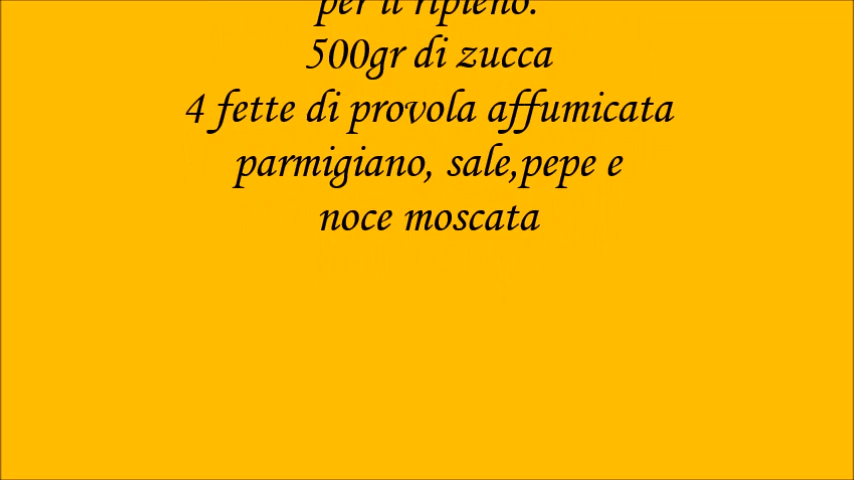 per il ripieno:
500gr di zucca
4 fette di provola affumicata
parmigiano, sale,pepe e
noce moscata